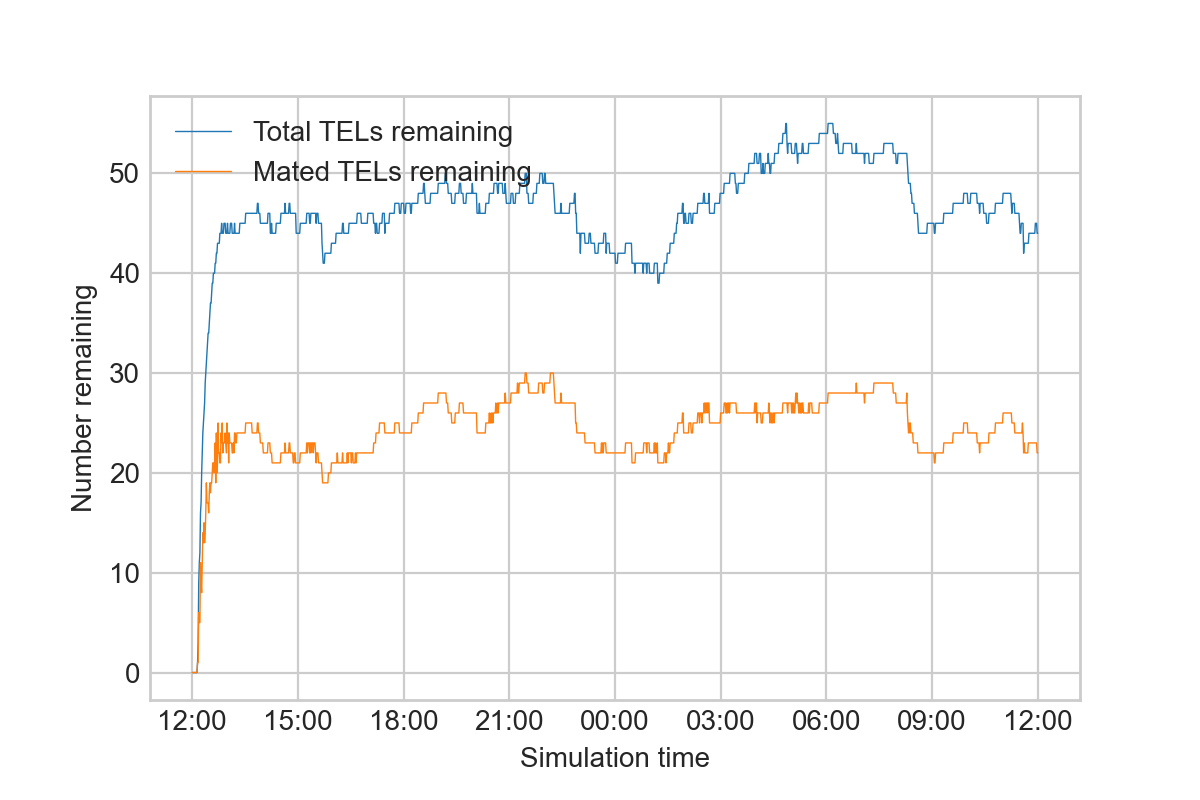 Total TELs remaining
Mated TELs remaining
50
40
30
20
10
0
Number remaining
12:00 15:00 18:00 21:00 00:00 03:00 06:00 09:00 12:00
Simulation time